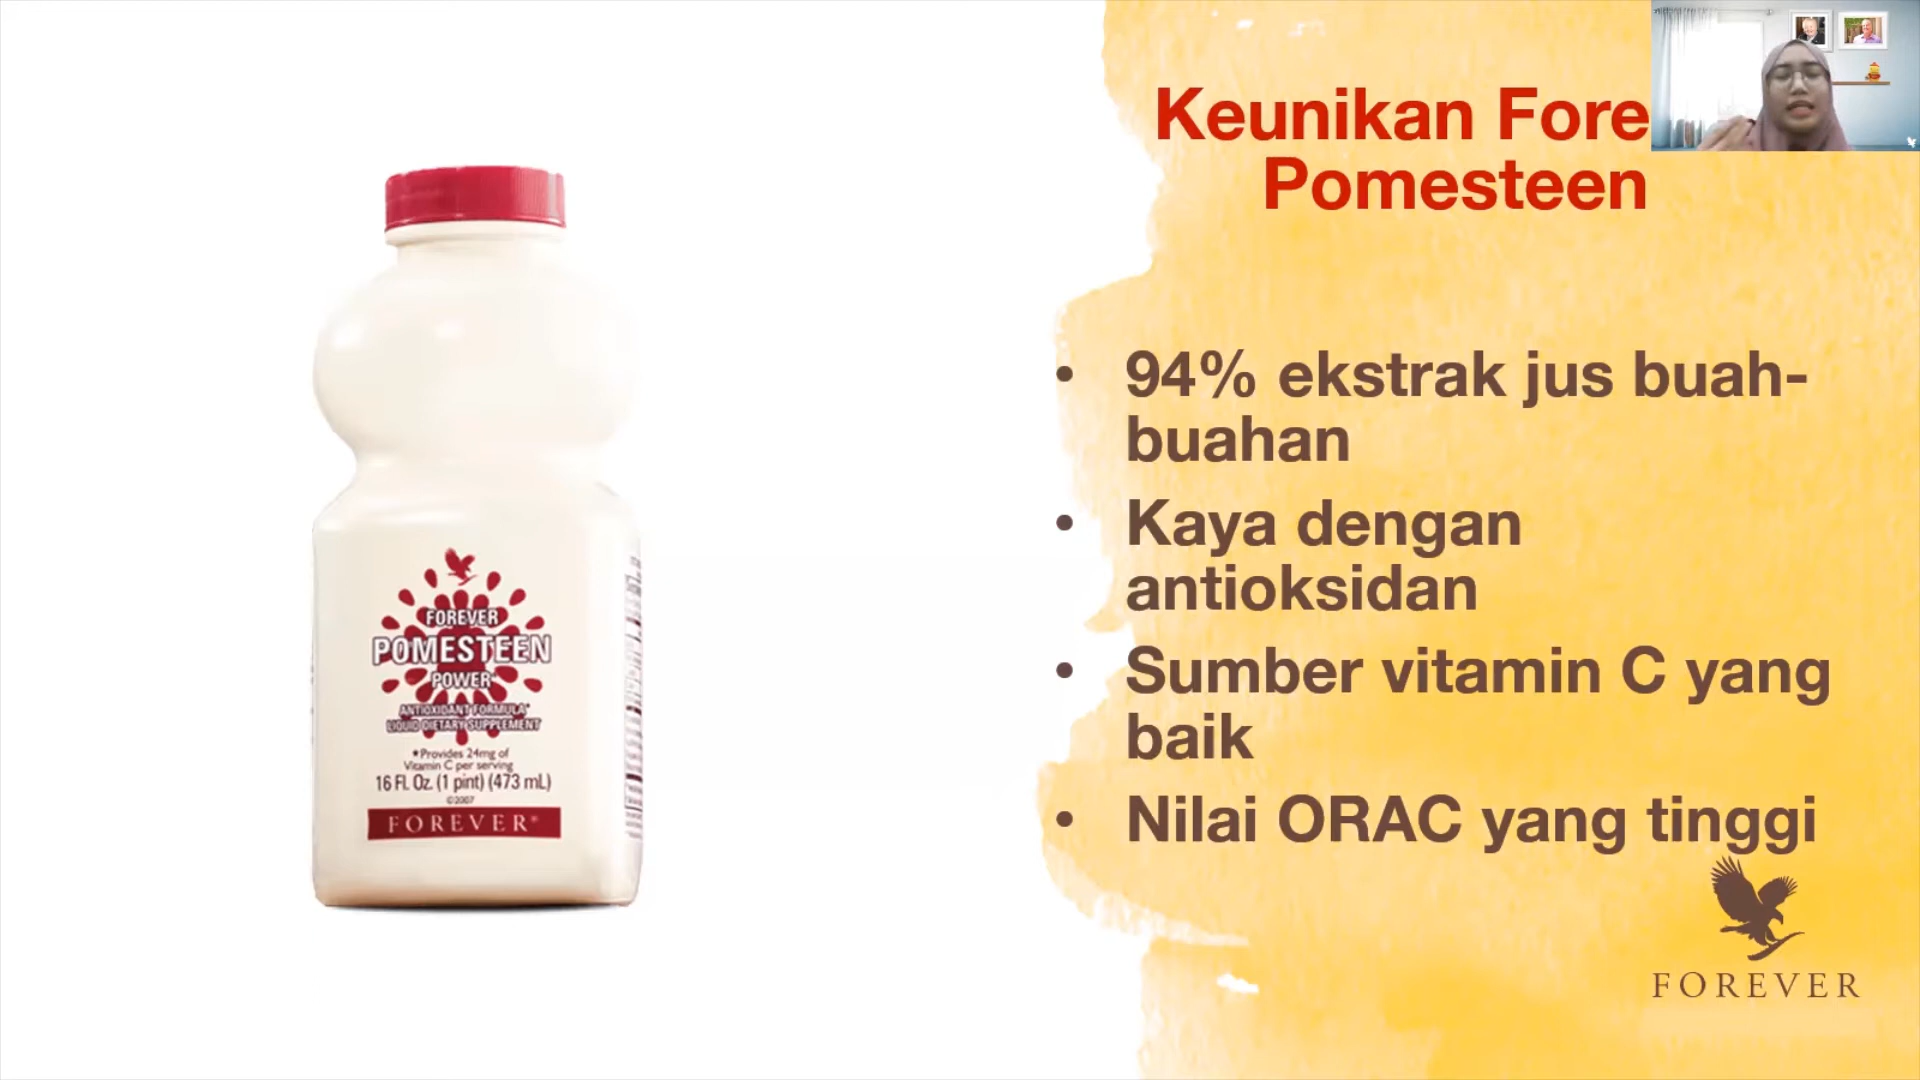 Keunikan Fore
Pomesteen
• 94% ekstrak jus buah-
buahan
• Kaya dengan
antioksidan
• Sumber vitamin C yang
baik
• Nilai ORAC yang tinggi
FOREVER
FOREVER
POMESTEEN
POWER
ANTIOXIDANT FORMULA*
LIQUID DIETARY SUPPLEMENT
*Provides 24mg of
Vitamin C per serving
16 Fl. Oz. (1 pint) (473 mL)
©2007
FOREVER®